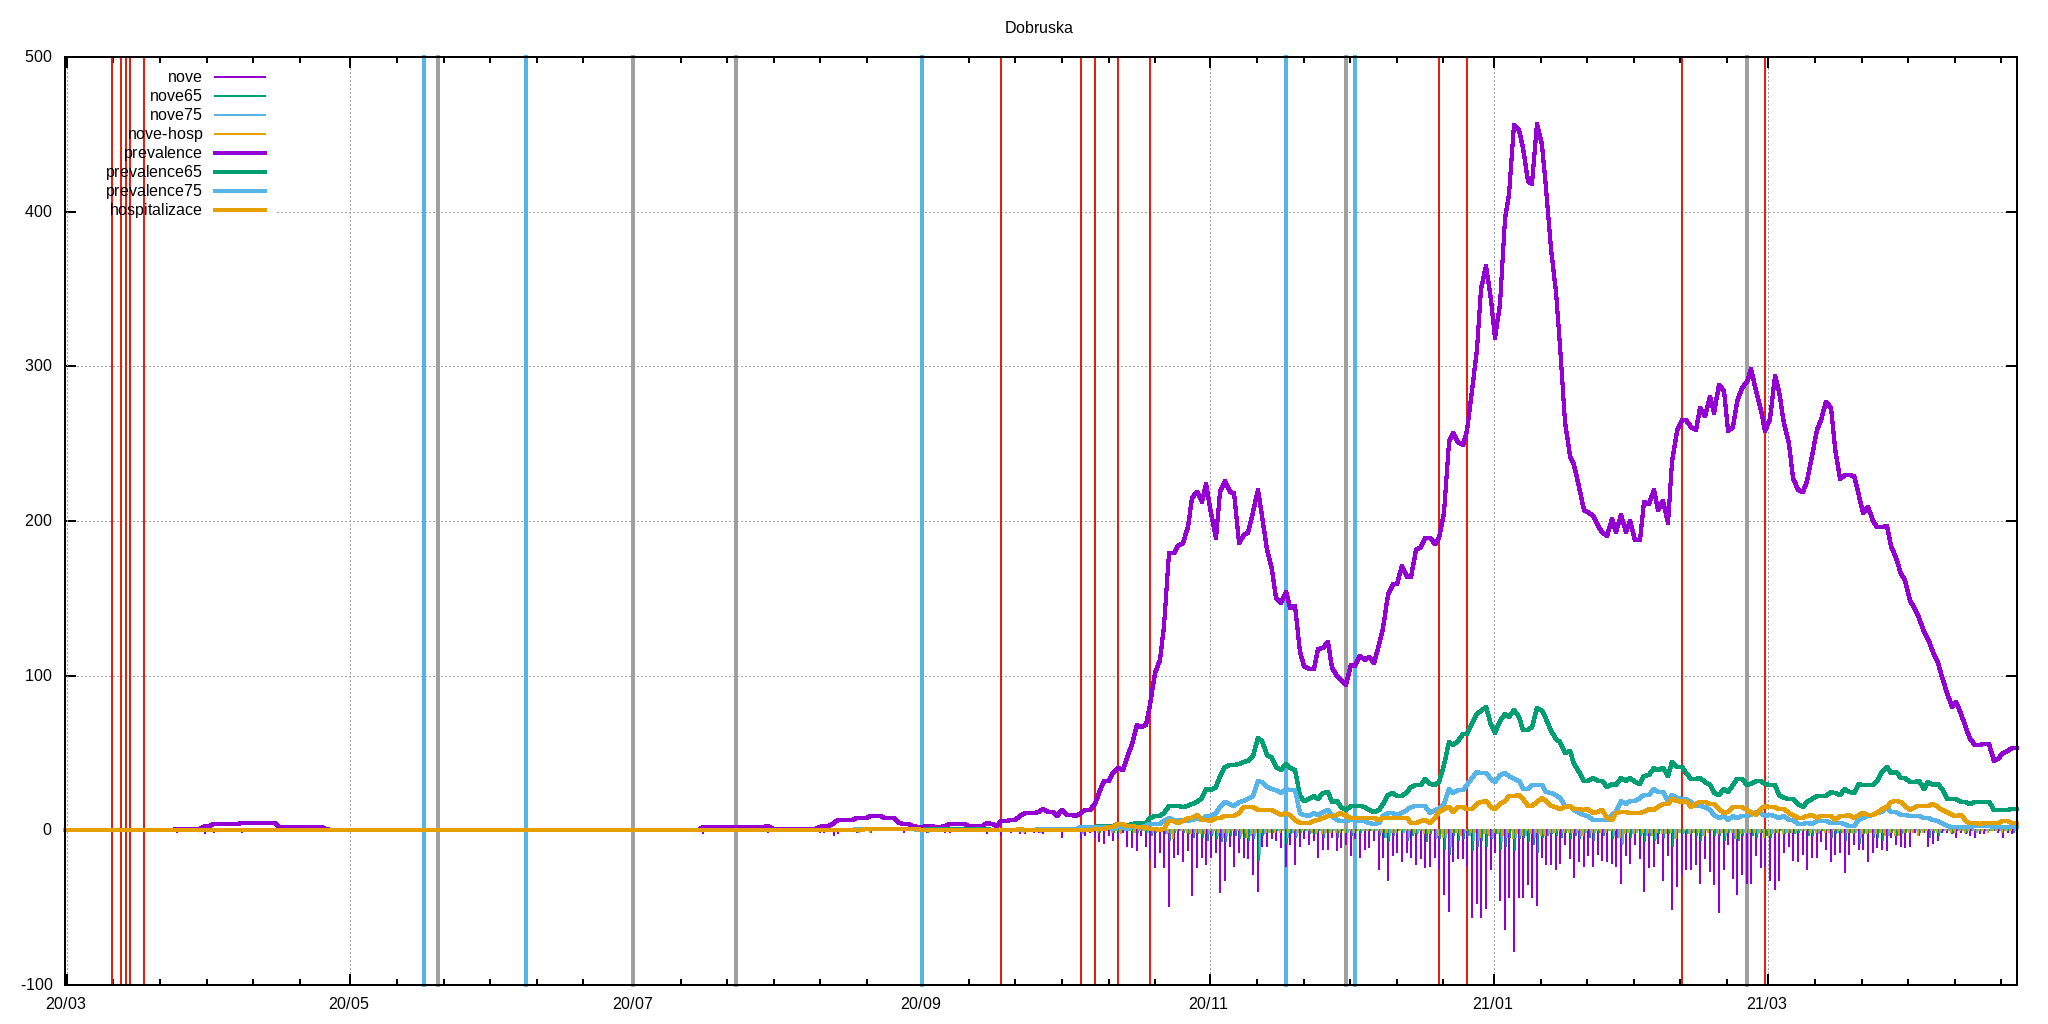 Dobruska
500
400
300
200
100
0
-100
nove
nove65
nove75
nove-hosp
prevalence
prevalence65
prevalence75
hospitalizace
20/03
20/05
20/07
20/09
20/11
21/01
21/03